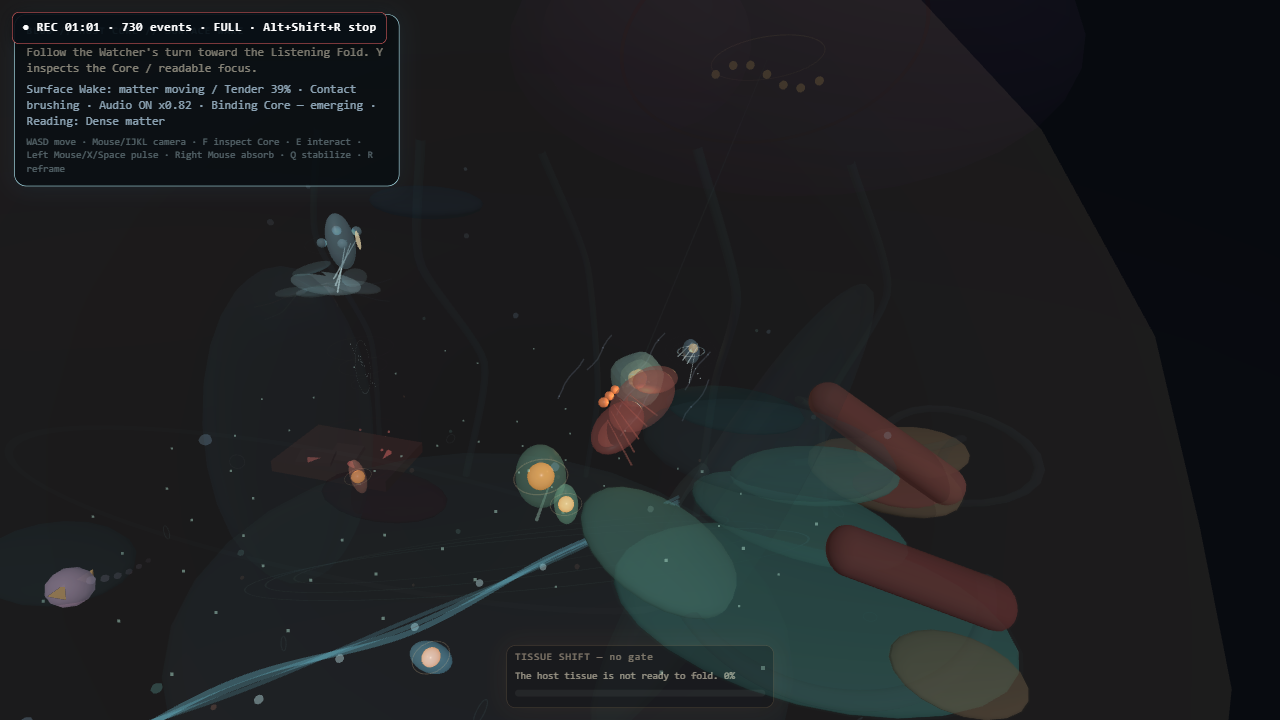 ● REC 01:01 · 730 events · FULL · Alt+Shift+R stop
Follow the Watcher's turn toward the Listening Fold. Y
inspects the Core / readable focus.
Surface Wake: matter moving / Tender 39% · Contact
brushing · Audio ON x0.82 · Binding Core — emerging ·
Reading: Dense matter
WASD move · Mouse/IJKL camera · F inspect Core · E interact ·
Left Mouse/X/Space pulse · Right Mouse absorb · Q stabilize · R
reframe
TISSUE SHIFT — no gate
The host tissue is not ready to fold. 0%